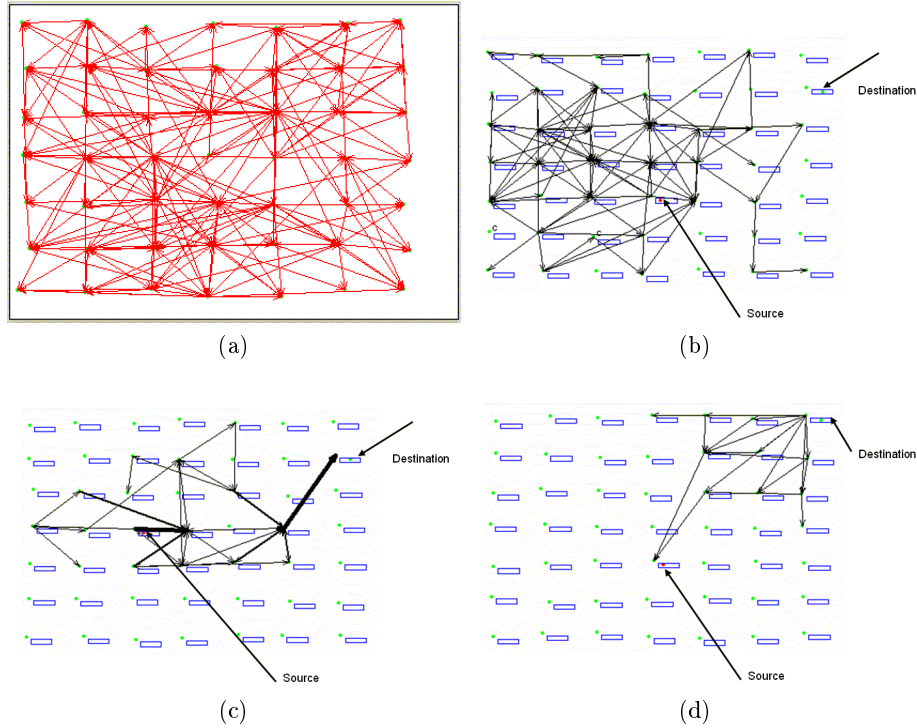 Destination
C
C
Source
(a)
(b)
Destination
Source
Destination
Source
(c)
(d)